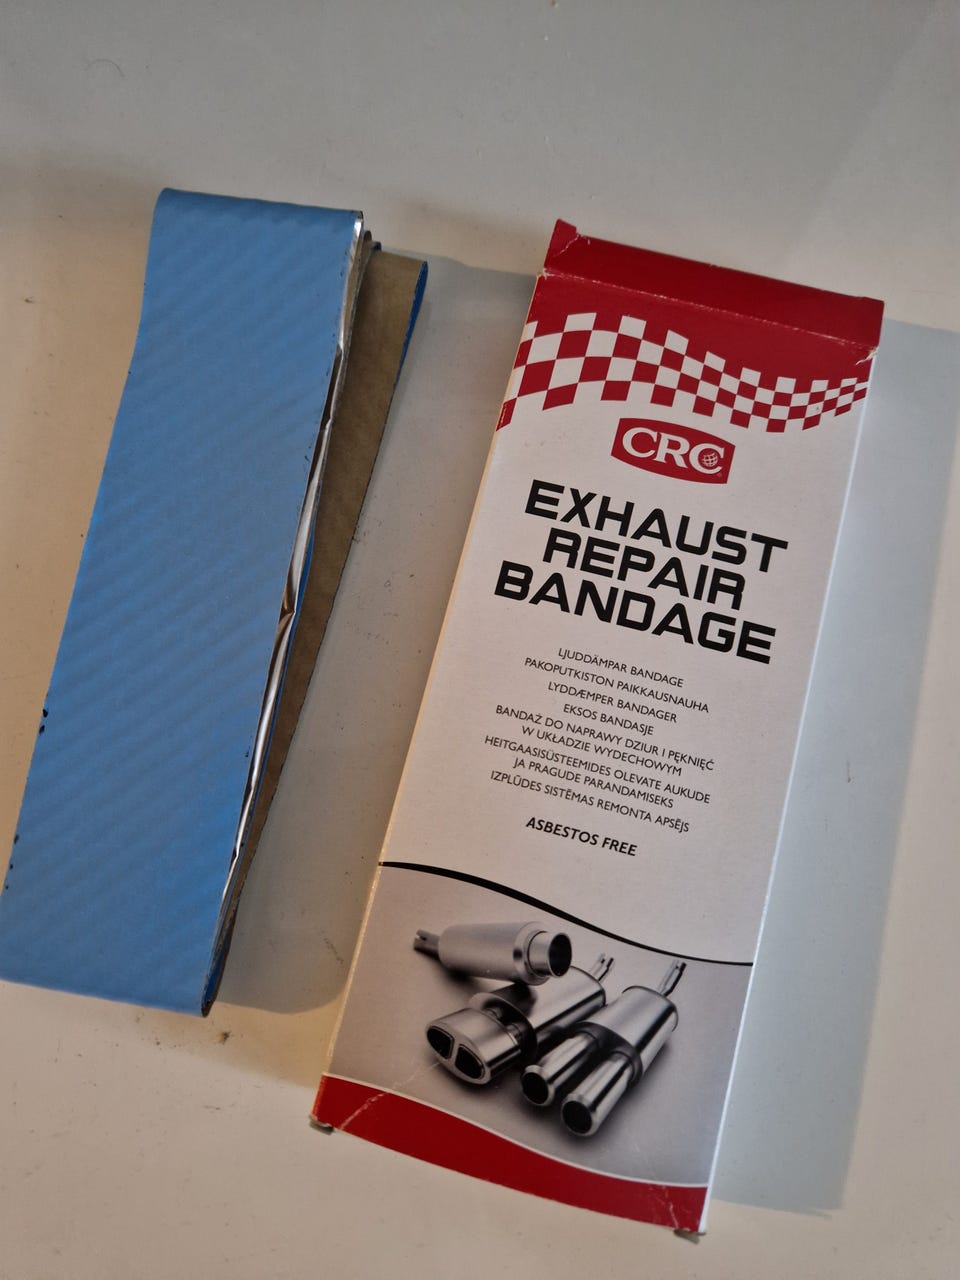 CRC
EXHAUST
REPAIR
BANDAGE
LJUDDÄMPAR BANDAGE
PAKOPUTKISTON PAIKKAUSNAUHA
LYDDÆMPER BANDAGER
EKSOS BANDASJE
BANDAŻ DO NAPRAWY DZIUR I PĘKNIĘĆ
W UKŁADZIE WYDECHOWYM
HEITGAASISÜSTEEMIDES OLEVATE AUKUDE
JA PRAGUDE PARANDAMISEKS
IZPLŪDES SISTĒMAS REMONTA APSĒJS
ASBESTOS FREE